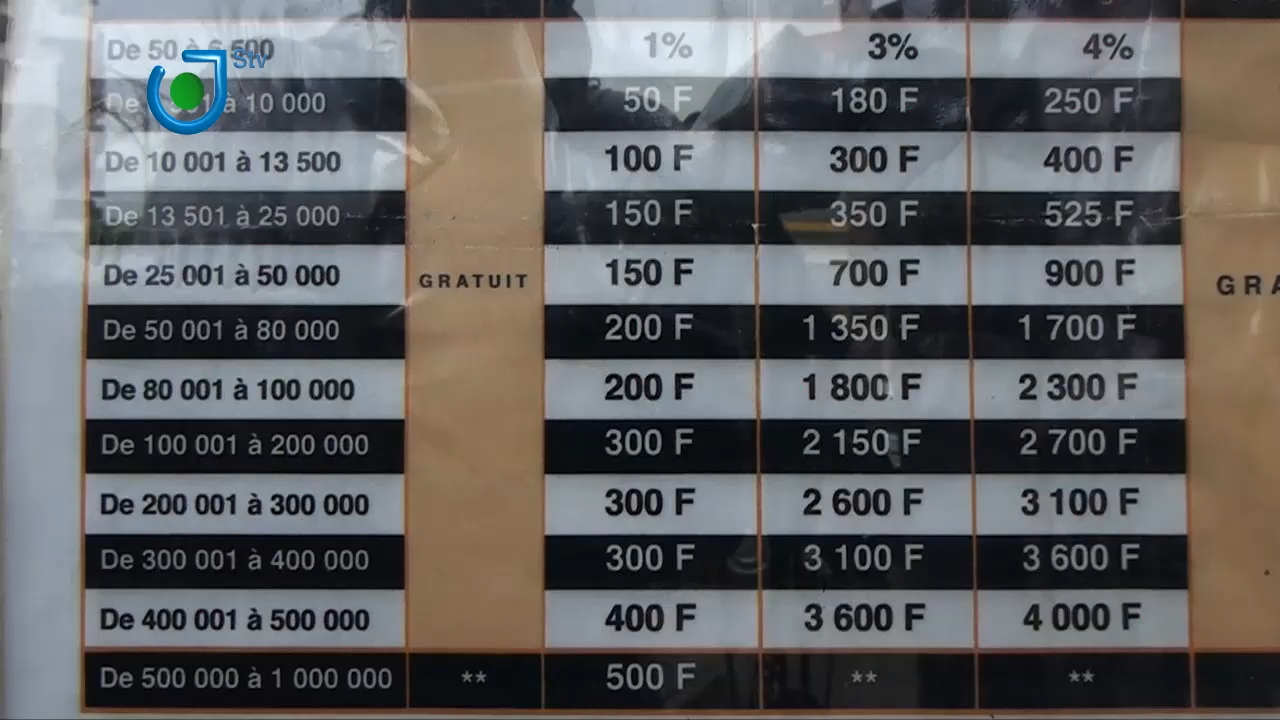 De 50 à 6 500 1% 3% 4%
Stv
De 6 501 à 10 000 50 F 180 F 250 F
De 10 001 à 13 500 100 F 300 F 400 F
De 13 501 à 25 000 150 F 350 F 525 F
De 25 001 à 50 000 GRATUIT 150 F 700 F 900 F GRA
De 50 001 à 80 000 200 F 1 350 F 1 700 F
De 80 001 à 100 000 200 F 1 800 F 2 300 F
De 100 001 à 200 000 300 F 2 150 F 2 700 F
De 200 001 à 300 000 300 F 2 600 F 3 100 F
De 300 001 à 400 000 300 F 3 100 F 3 600 F
De 400 001 à 500 000 400 F 3 600 F 4 000 F
De 500 000 à 1 000 000 ** 500 F ** **